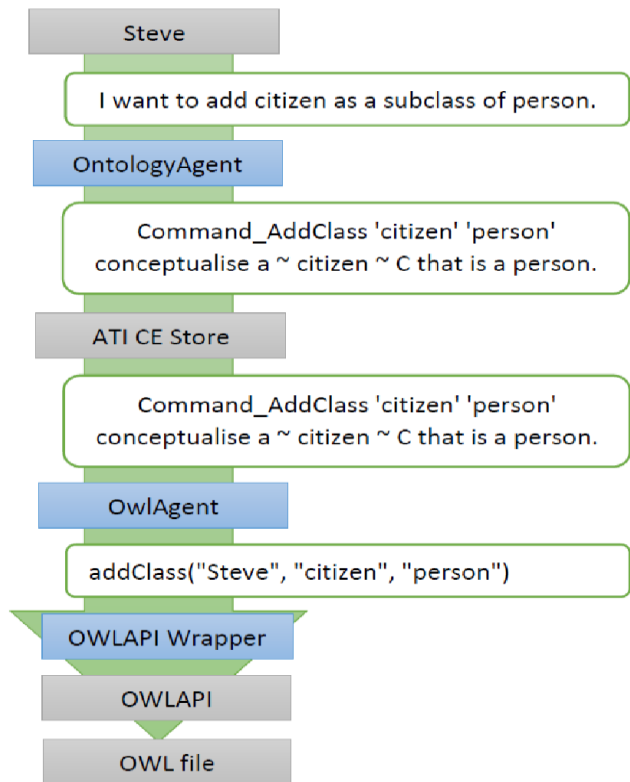 Steve
I want to add citizen as a subclass of person.
OntologyAgent
Command_AddClass 'citizen' 'person'
conceptualise a ~ citizen ~ C that is a person.
ATI CE Store
Command_AddClass 'citizen' 'person'
conceptualise a ~ citizen ~ C that is a person.
OwlAgent
addClass("Steve", "citizen", "person")
OWLAPI Wrapper
OWLAPI
OWL file